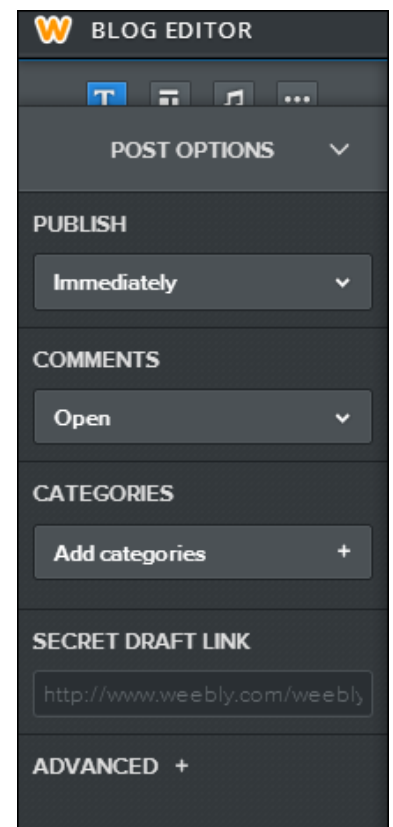 BLOG EDITOR
T
POST OPTIONS
PUBLISH
Immediately
COMMENTS
Open
CATEGORIES
Add categories +
SECRET DRAFT LINK
http://www.weebly.com/weebly
ADVANCED +